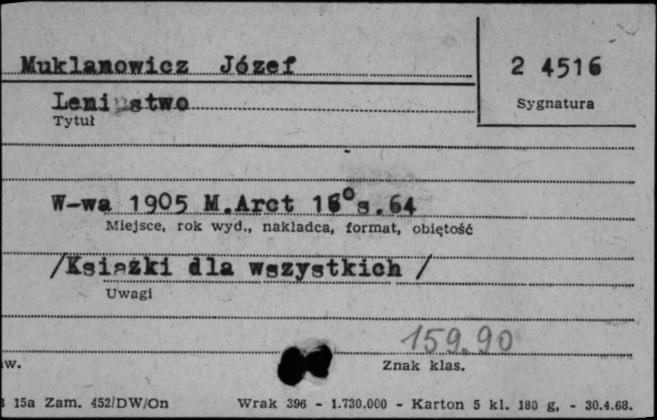 Muklanowicz Józef
2 4516
Sygnatura
Leni stwo
Tytuł
W-wa 1905 M.Arct 16° s.64
Miejsce, rok wyd., nakładca, format, objętość
/Książki dla wszystkich /
Uwagi
159.90
w. Znak klas.
15a Zam. 452/DW/On Wrak 396 - 1.730.000 - Karton 5 kl. 180 g, - 30.4.68.